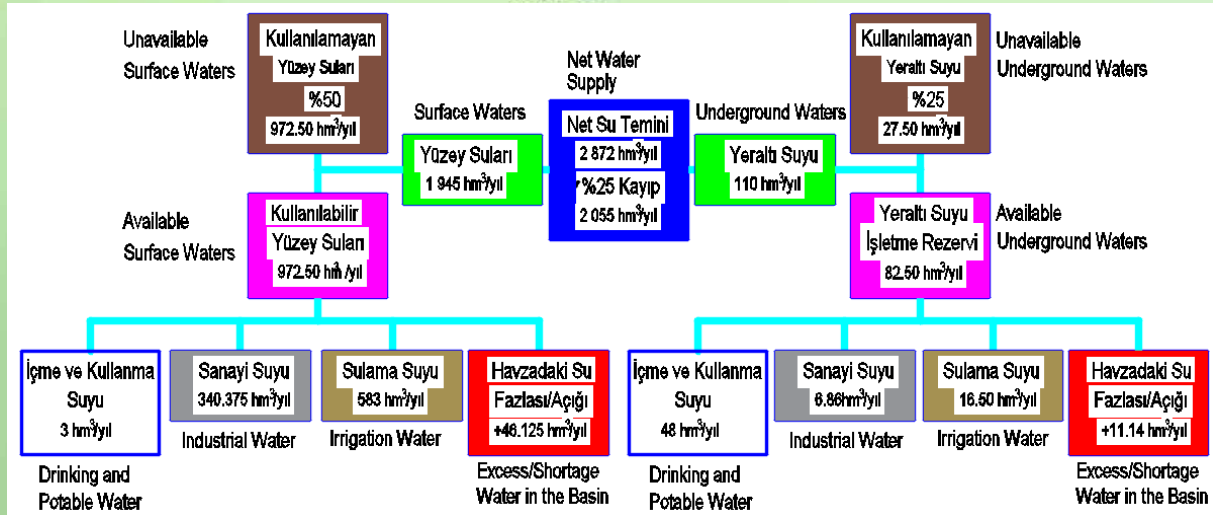 Unavailable
Surface Waters
Kullanılamayan
Yüzey Suları
%50
972.50 hm³/yıl
Surface Waters
Yüzey Suları
1 945 hm³/yıl
Net Water
Supply
Net Su Temini
2 872 hm³/yıl
%25 Kayıp
2 055 hm³/yıl
Underground Waters
Yeraltı Suyu
110 hm³/yıl
Kullanılamayan
Yeraltı Suyu
%25
27.50 hm³/yıl
Unavailable
Underground Waters
Available
Surface Waters
Kullanılabilir
Yüzey Suları
972.50 hm /yıl
Yeraltı Suyu
İşletme Rezervi
82.50 hm³/yıl
Available
Underground Waters
İçme ve Kullanma
Suyu
3 hm³/yıl
Drinking and
Potable Water
Sanayi Suyu
340.375 hm³/yıl
Industrial Water
Sulama Suyu
583 hm³/yıl
Irrigation Water
Havzadaki Su
Fazlası/Açığı
+46.125 hm³/yıl
Excess/Shortage
Water in the Basin
İçme ve Kullanma
Suyu
48 hm³/yıl
Drinking and
Potable Water
Sanayi Suyu
6.86hm³/yıl
Industrial Water
Sulama Suyu
16.50 hm³/yıl
Irrigation Water
Havzadaki Su
Fazlası/Açığı
+11.14 hm³/yıl
Excess/Shortage
Water in the Basin